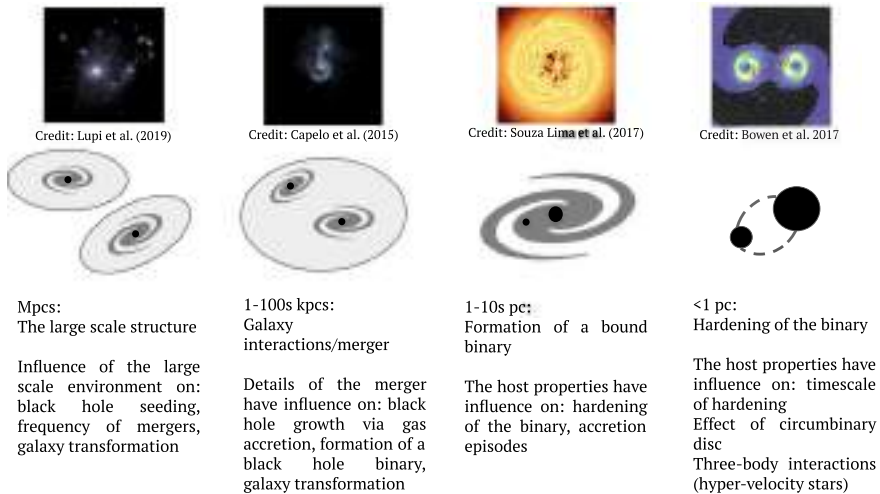 Credit: Lupi et al. (2019)
Credit: Capelo et al. (2015)
Credit: Souza Lima et al. (2017)
Credit: Bowen et al. 2017
Mpcs:
The large scale structure
Influence of the large
scale environment on:
black hole seeding,
frequency of mergers,
galaxy transformation
1-100s kpcs:
Galaxy
interactions/merger
Details of the merger
have influence on: black
hole growth via gas
accretion, formation of a
black hole binary,
galaxy transformation
1-10s pc:
Formation of a bound
binary
The host properties have
influence on: hardening
of the binary, accretion
episodes
<1 pc:
Hardening of the binary
The host properties have
influence on: timescale
of hardening
Effect of circumbinary
disc
Three-body interactions
(hyper-velocity stars)